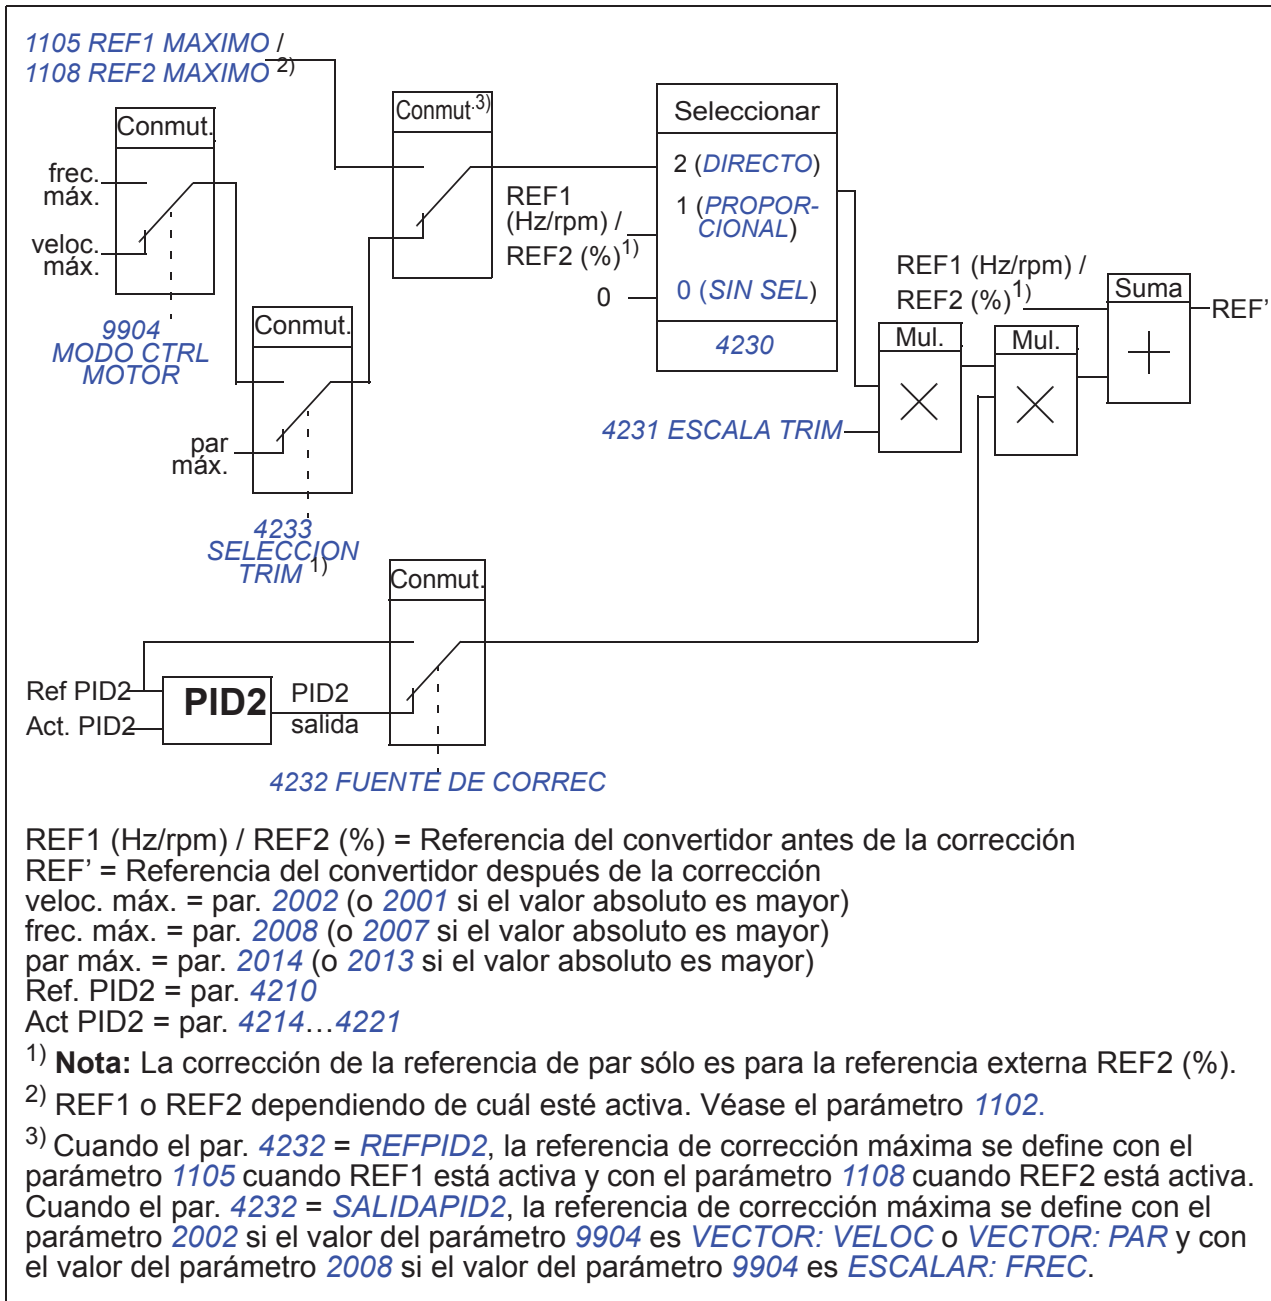 1105 REF1 MAXIMO /
1108 REF2 MAXIMO 2)
Conmut.
frec.
máx.
veloc.
máx.
9904
MODO CTRL
MOTOR
Conmut.
par
máx.
4233
SELECCION
TRIM 1)
Conmut.3)
REF1
(Hz/rpm) /
REF2 (%)1)
0
Seleccionar
2 (DIRECTO)
1 (PROPOR-
CIONAL)
0 (SIN SEL)
4230
4231 ESCALA TRIM
Mul.
Mul.
REF1 (Hz/rpm) /
REF2 (%)1)
Suma
REF’
Ref PID2
Act. PID2
PID2
PID2
salida
Conmut.
4232 FUENTE DE CORREC
REF1 (Hz/rpm) / REF2 (%) = Referencia del convertidor antes de la corrección
REF’ = Referencia del convertidor después de la corrección
veloc. máx. = par. 2002 (o 2001 si el valor absoluto es mayor)
frec. máx. = par. 2008 (o 2007 si el valor absoluto es mayor)
par máx. = par. 2014 (o 2013 si el valor absoluto es mayor)
Ref. PID2 = par. 4210
Act PID2 = par. 4214…4221
1) Nota: La corrección de la referencia de par sólo es para la referencia externa REF2 (%).
2) REF1 o REF2 dependiendo de cuál esté activa. Véase el parámetro 1102.
3) Cuando el par. 4232 = REFPID2, la referencia de corrección máxima se define con el
parámetro 1105 cuando REF1 está activa y con el parámetro 1108 cuando REF2 está activa.
Cuando el par. 4232 = SALIDAPID2, la referencia de corrección máxima se define con el
parámetro 2002 si el valor del parámetro 9904 es VECTOR: VELOC o VECTOR: PAR y con
el valor del parámetro 2008 si el valor del parámetro 9904 es ESCALAR: FREC.